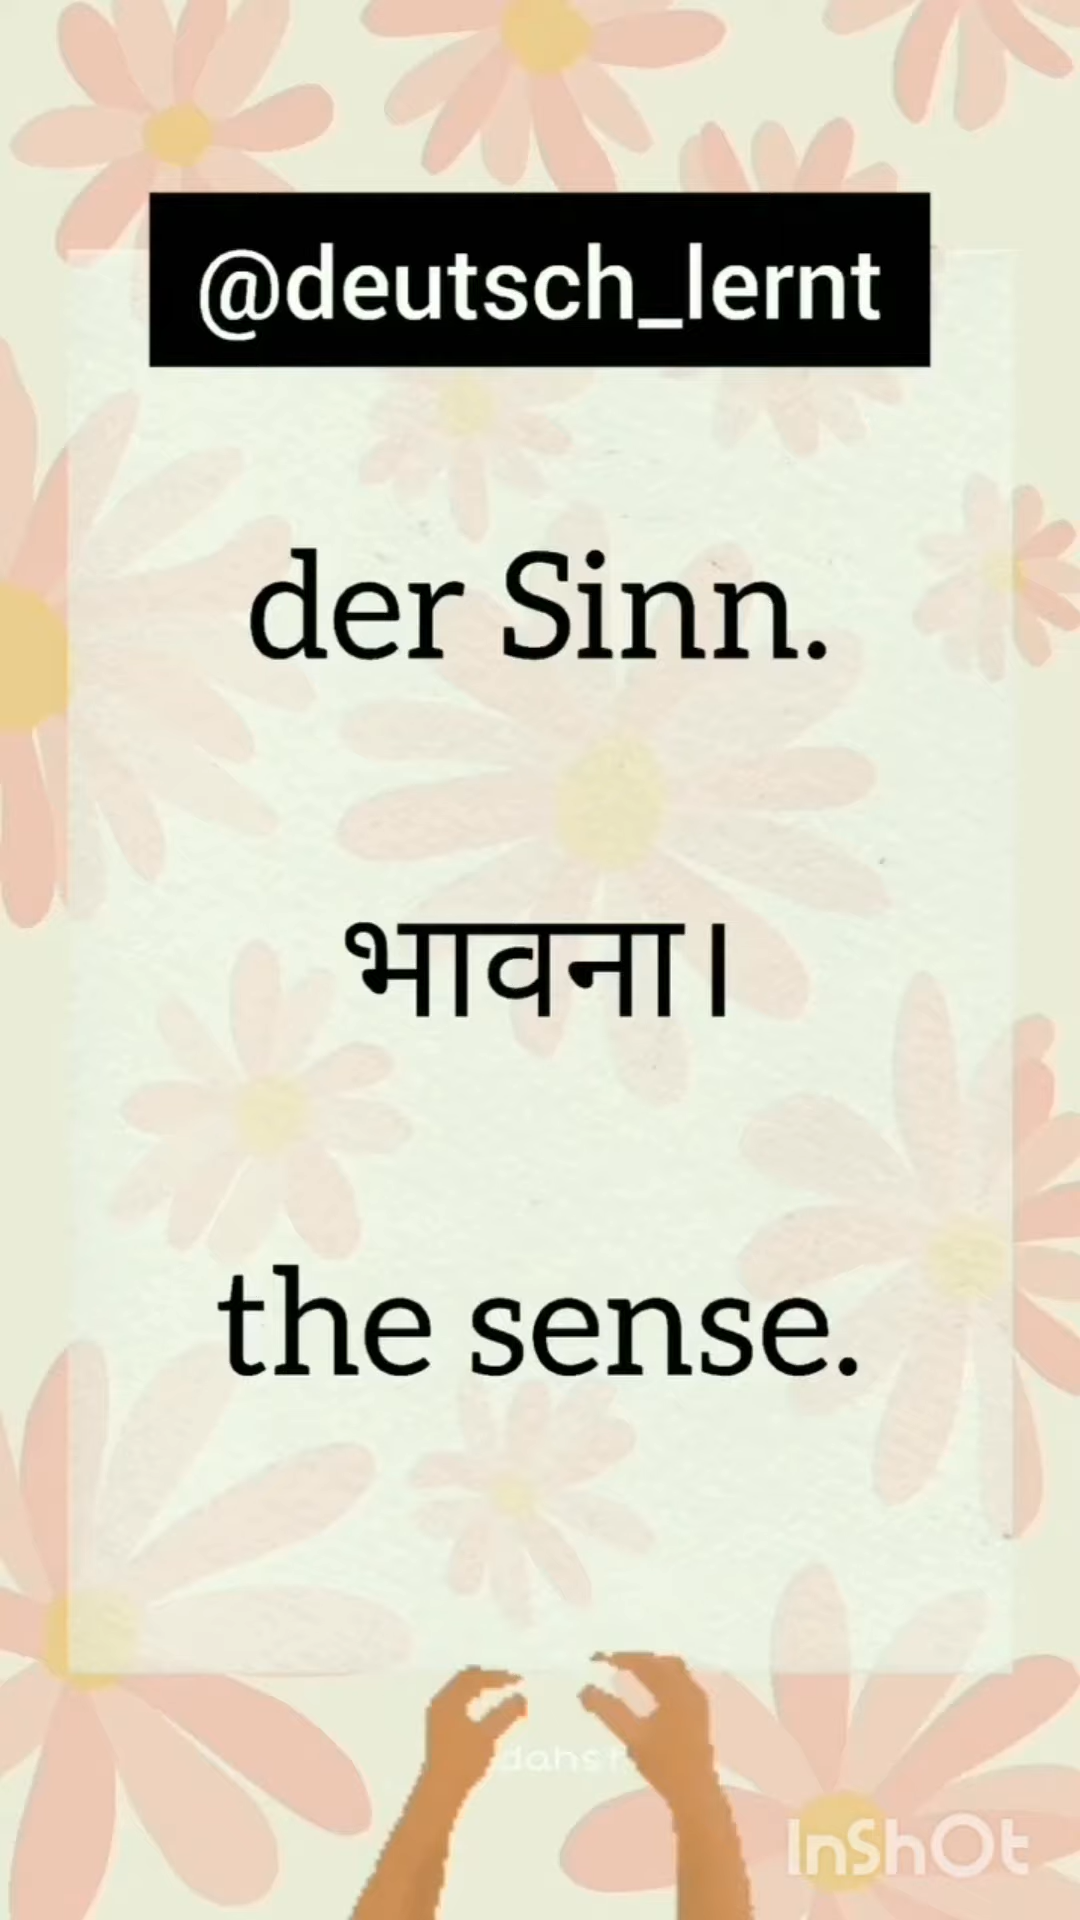 @deutsch_lernt
der Sinn.
भावना।
the sense.
InShOt